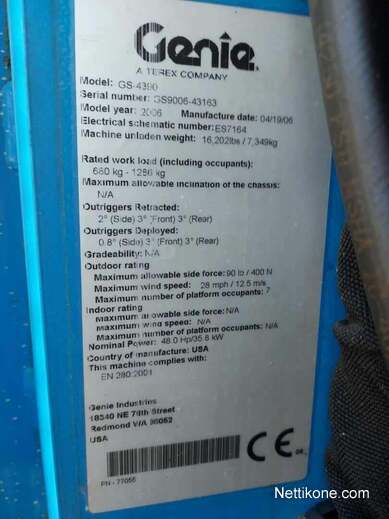 Genie
A TEREX COMPANY
Model: GS-4390
Serial number: GS9006-43163
Model year: 2006 Manufacture date: 04/19/06
Electrical schematic number: ES7164
Machine unladen weight: 16,202lbs / 7,349kg
Rated work load (including occupants):
680 kg - 1286 kg
Maximum allowable inclination of the chassis:
N/A
Outriggers Retracted:
2° (Side) 3° (Front) 3° (Rear)
Outriggers Deployed:
0.8° (Side) 3° (Front) 3° (Rear)
Gradeability: N/A
Outdoor rating
Maximum allowable side force: 90 lb / 400 N
Maximum wind speed: 28 mph / 12.5 m/s
Maximum number of platform occupants: 7
Indoor rating
Maximum allowable side force: N/A
Maximum wind speed: N/A
Maximum number of platform occupants: N/A
Nominal Power: 48.0 Hp/35.8 kW
Country of manufacture: USA
This machine complies with:
EN 280:2001
Genie Industries
18340 NE 76th Street
Redmond WA 98052
USA
CE
PN - 77055
Nettikone.com